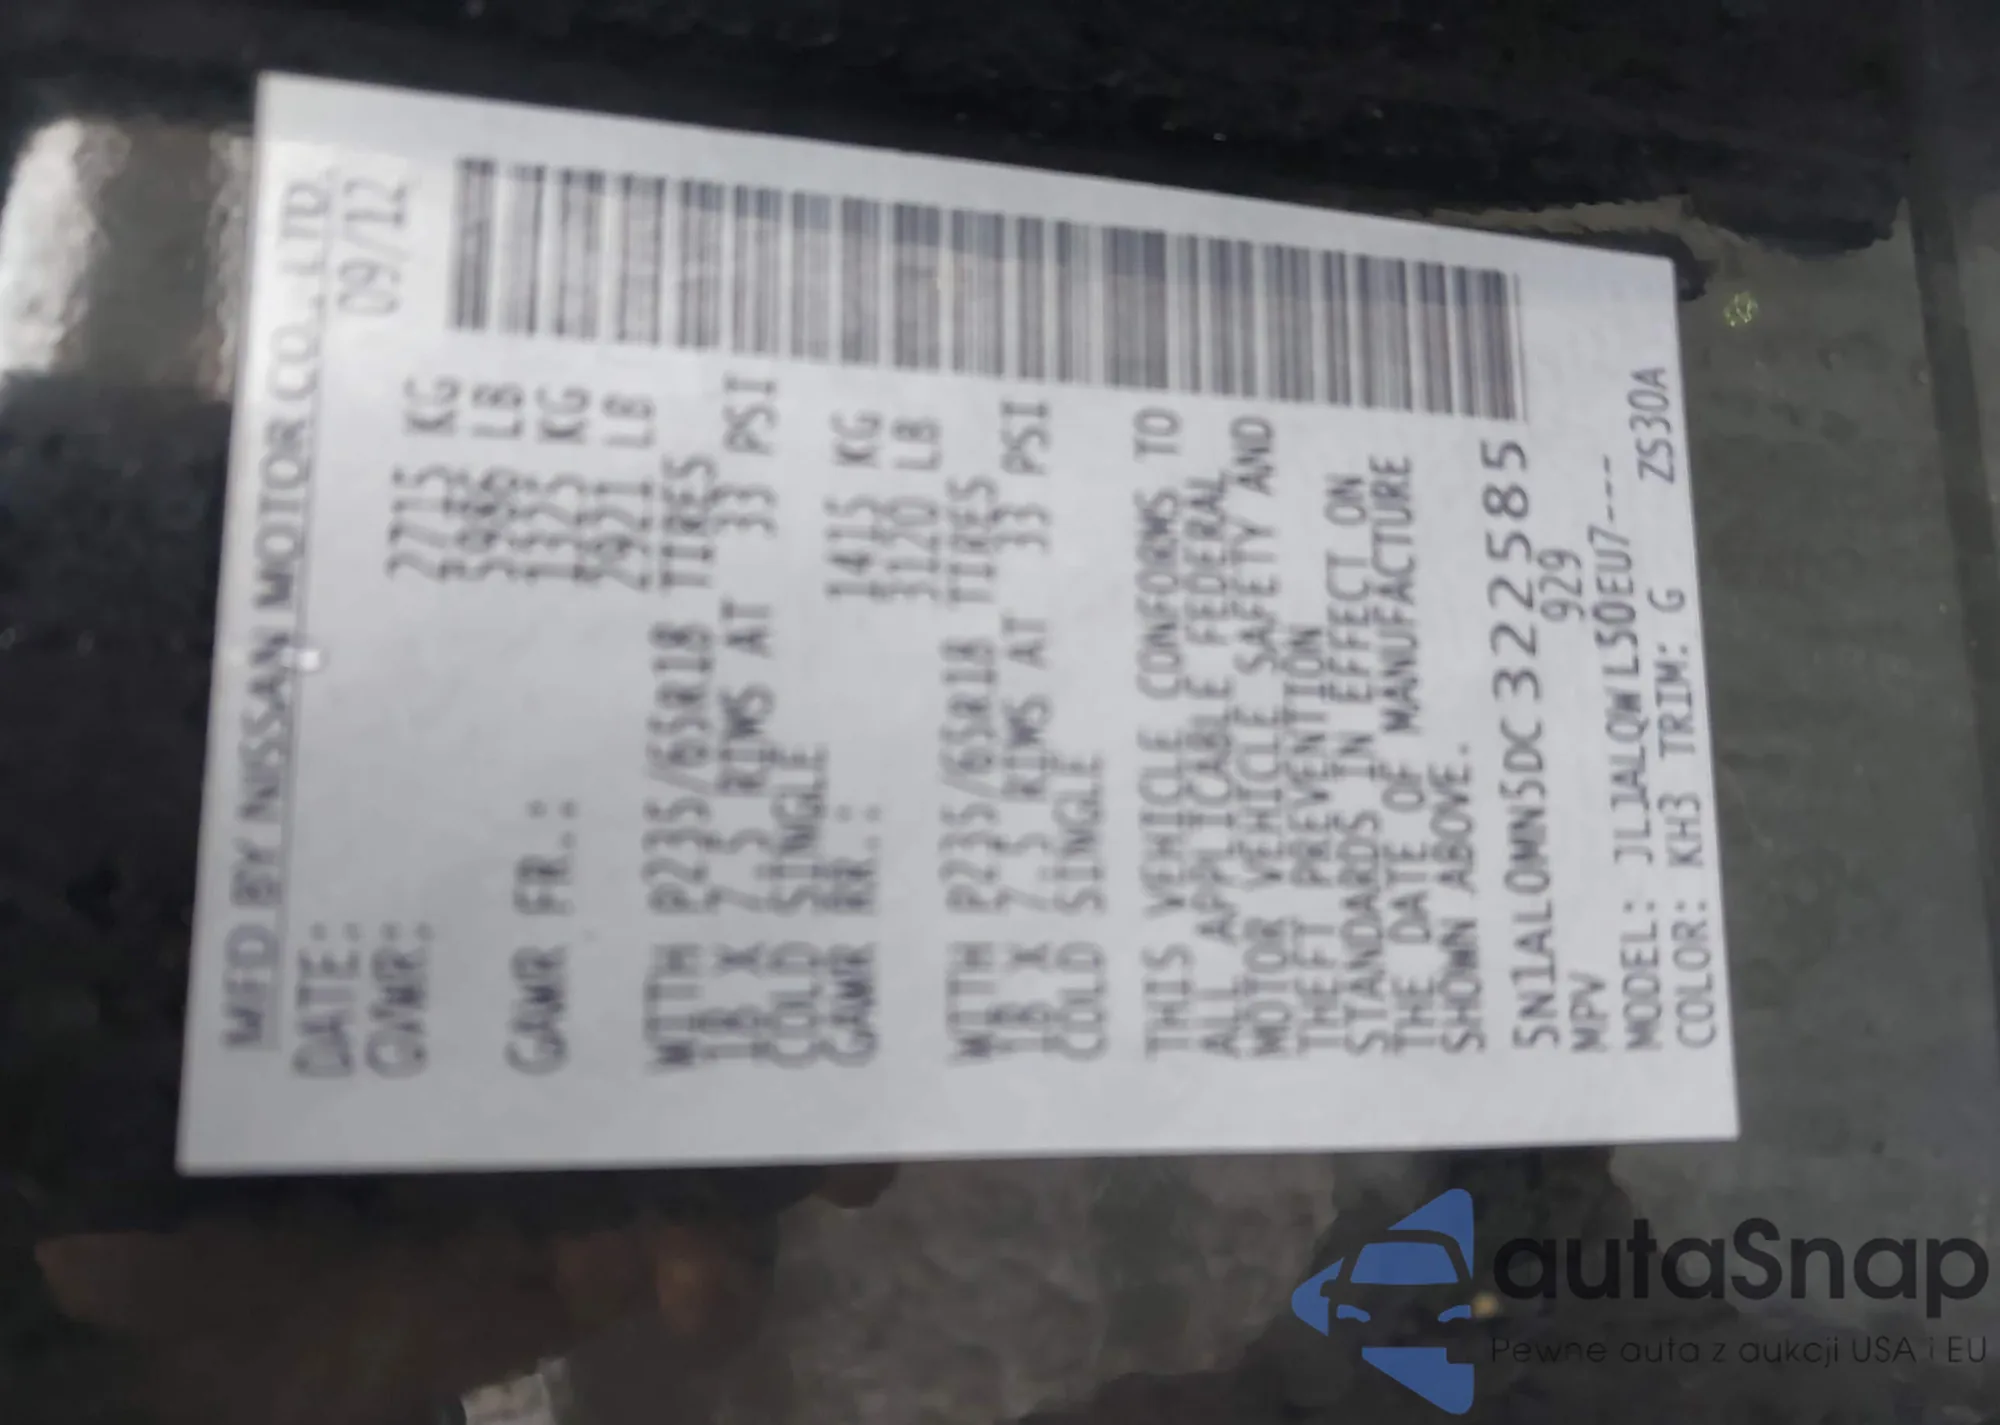 MFD BY NISSAN MOTOR CO., LTD.
DATE: 09/12
GVWR: 2715 KG
5985 LB
GAWR FR.: 1325 KG
2921 LB
WITH P235/65R18 TIRES
18 X 7.5 RIMS AT 33 PSI
COLD SINGLE
GAWR RR.: 1415 KG
3120 LB
WITH P235/65R18 TIRES
18 X 7.5 RIMS AT 33 PSI
COLD SINGLE
THIS VEHICLE CONFORMS TO
ALL APPLICABLE FEDERAL
MOTOR VEHICLE SAFETY AND
THEFT PREVENTION
STANDARDS IN EFFECT ON
THE DATE OF MANUFACTURE
SHOWN ABOVE.
5N1AL0MN5DC322585
MPV 929
MODEL: JLJALQWL50EU7---
COLOR: KH3 TRIM: G ZS30A
autaSnap
Pewne auta z aukcji USA i EU